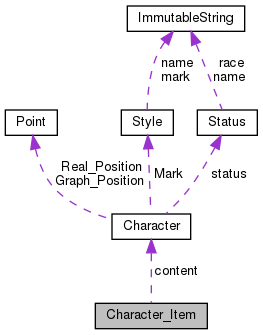 ImmutableString
name
mark
race
name
Point
Style
Status
Real_Position
Graph_Position
Mark
status
Character
content
Character_Item